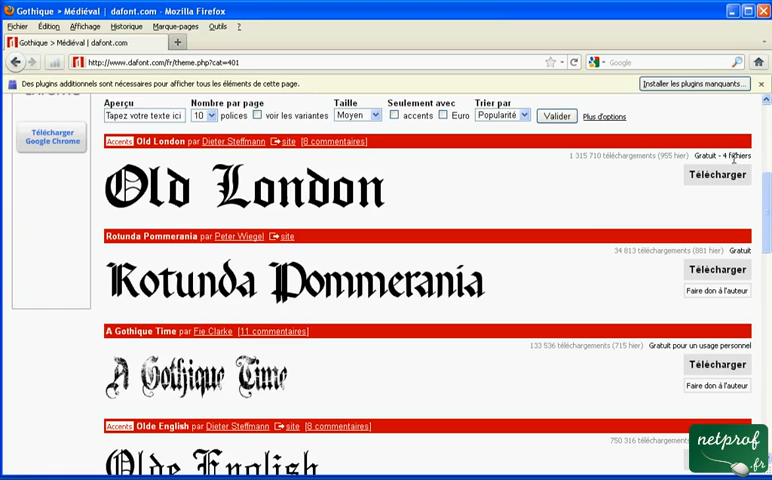 Gothique > Médiéval | dafont.com - Mozilla Firefox
Fichier Édition Affichage Historique Marque-pages Outils ?
Gothique > Médiéval | dafont.com +
http://www.dafont.com/fr/theme.php?cat=401 Google
Des plugins additionnels sont nécessaires pour afficher tous les éléments de cette page. Installer les plugins manquants...
Aperçu Nombre par page Taille Seulement avec Trier par
Tapez votre texte ici 10 polices voir les variantes Moyen accents Euro Popularité Valider Plus d'options
Télécharger
Google Chrome
Accents Old London par Dieter Steffmann site [8 commentaires]
1 315 710 téléchargements (955 hier) Gratuit - 4 fichiers
Old London
Télécharger
Rotunda Pommerania par Peter Wiegel site
34 813 téléchargements (881 hier) Gratuit
Rotunda Pommerania
Télécharger
Faire don à l'auteur
A Gothique Time par Fie Clarke [11 commentaires]
133 536 téléchargements (715 hier) Gratuit pour un usage personnel
A Gothique Time
Télécharger
Faire don à l'auteur
Accents Olde English par Dieter Steffmann site [8 commentaires]
750 316 téléchargements
Olde English
netprof
.fr